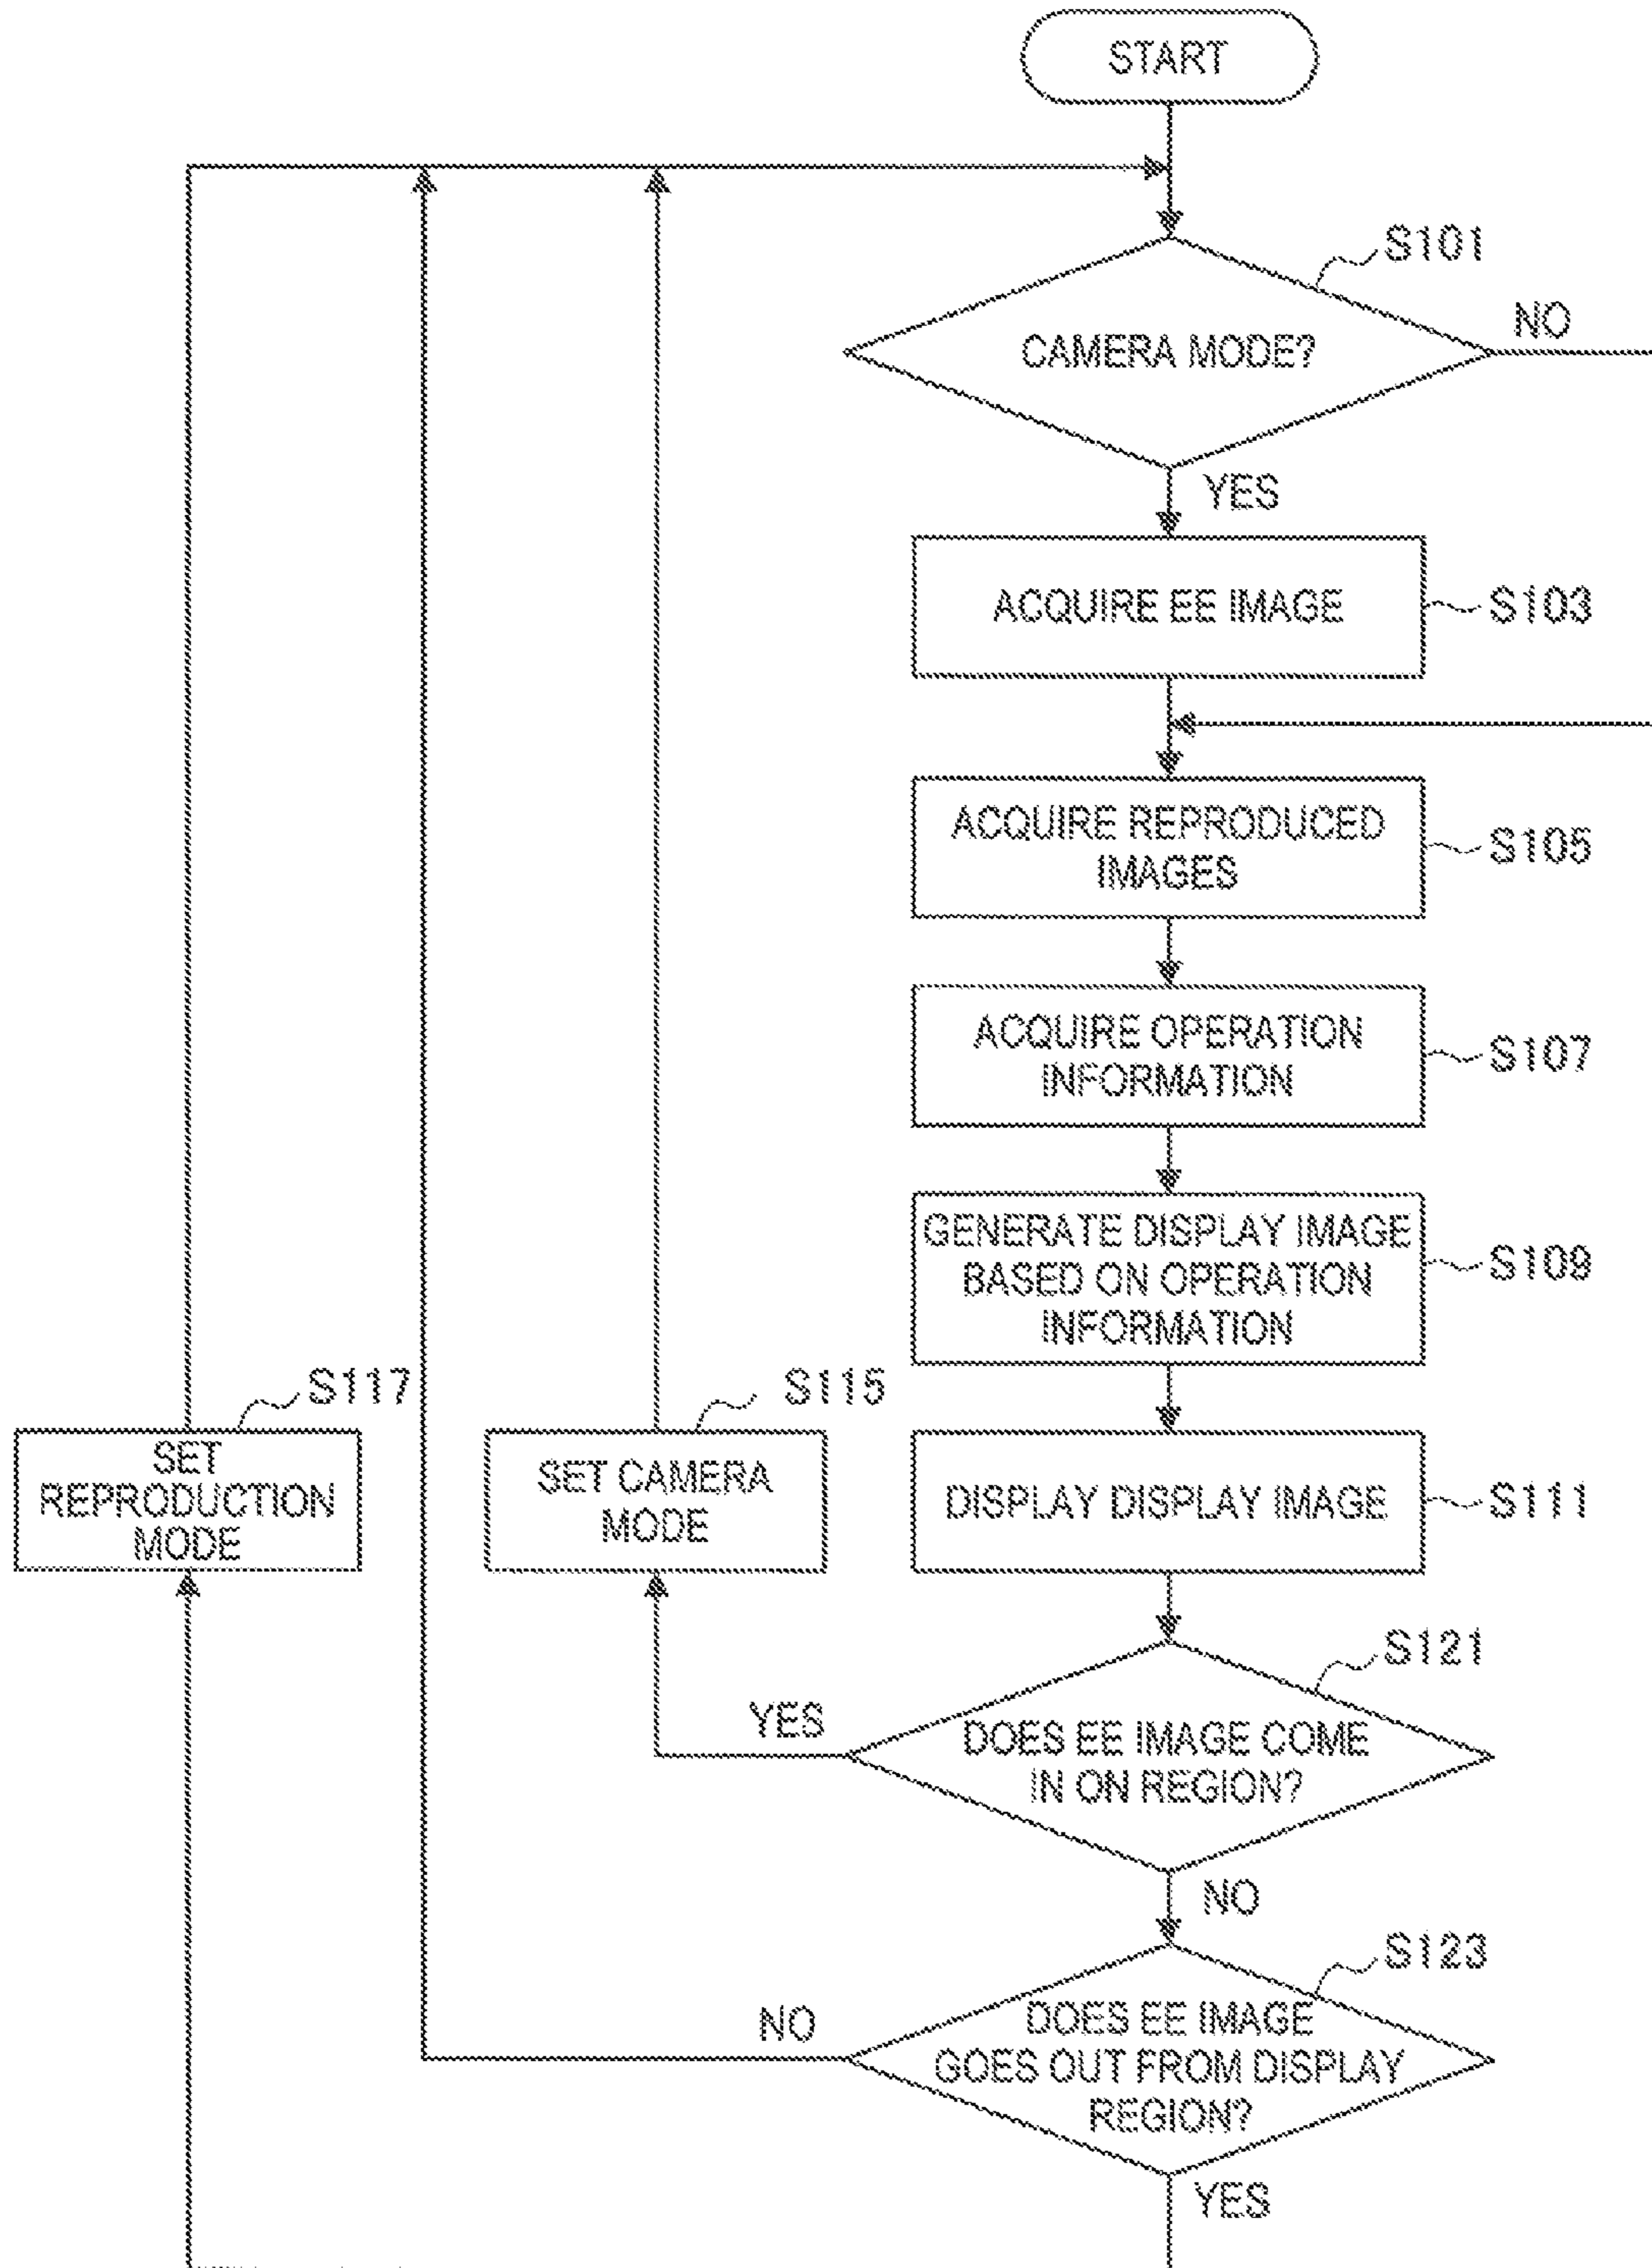 START
S101
CAMERA MODE?
NO
YES
ACQUIRE EE IMAGE
S103
ACQUIRE REPRODUCED
IMAGES
S105
ACQUIRE OPERATION
INFORMATION
S107
GENERATE DISPLAY IMAGE
BASED ON OPERATION
INFORMATION
S109
S117
SET
REPRODUCTION
MODE
S115
SET CAMERA
MODE
DISPLAY DISPLAY IMAGE
S111
S121
YES
DOES EE IMAGE COME
IN ON REGION?
NO
S123
NO
DOES EE IMAGE
GOES OUT FROM DISPLAY
REGION?
YES